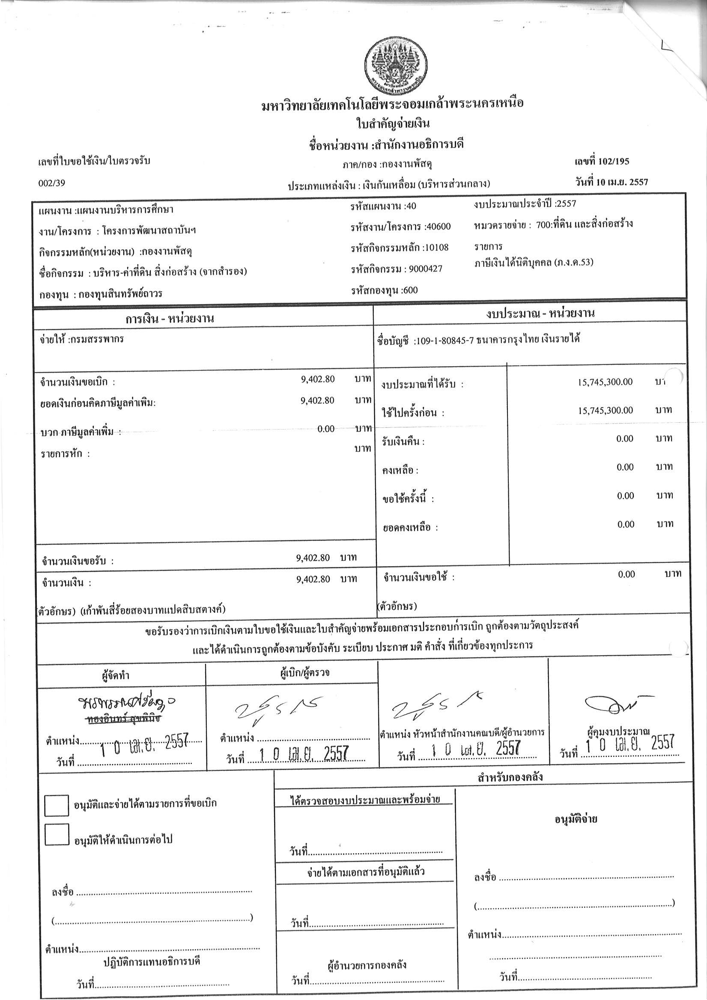 มหาวิทยาลัยเทคโนโลยีพระจอมเกล้าพระนครเหนือ
ใบสำคัญจ่ายเงิน
ชื่อหน่วยงาน :สำนักงานอธิการบดี
เลขที่ใบขอใช้เงิน/ใบตรวจรับ ภาค/กอง :กองงานพัสดุ เลขที่ 102/195
002/39 ประเภทแหล่งเงิน : เงินกันเหลื่อม (บริหารส่วนกลาง) วันที่ 10 เม.ย. 2557
แผนงาน :แผนงานบริหารการศึกษา รหัสแผนงาน :40 งบประมาณประจำปี :2557
งาน/โครงการ : โครงการพัฒนาสถาบันฯ รหัสงาน/โครงการ :40600 หมวดรายจ่าย : 700:ที่ดิน และสิ่งก่อสร้าง
กิจกรรมหลัก(หน่วยงาน) :กองงานพัสดุ รหัสกิจกรรมหลัก :10108 รายการ
ชื่อกิจกรรม : บริหาร-ค่าที่ดิน สิ่งก่อสร้าง (จากสำรอง) รหัสกิจกรรม : 9000427 ภาษีเงินได้นิติบุคคล (ภ.ง.ด.53)
กองทุน : กองทุนสินทรัพย์ถาวร รหัสกองทุน :600
การเงิน - หน่วยงาน งบประมาณ - หน่วยงาน
จ่ายให้ :กรมสรรพากร ชื่อบัญชี :109-1-80845-7 ธนาคารกรุงไทย เงินรายได้
จำนวนเงินขอเบิก : 9,402.80 บาท งบประมาณที่ได้รับ : 15,745,300.00 บา
ยอดเงินก่อนคิดภาษีมูลค่าเพิม: 9,402.80 บาท ใช้ไปครั้งก่อน : 15,745,300.00 บาท
บวก ภาษีมูลค่าเพิ่ม : 0.00 บาท รับเงินคืน : 0.00 บาท
รายการหัก : บาท
คงเหลือ : 0.00 บาท
ขอใช้ครั้งนี้ : 0.00 บาท
ยอดคงเหลือ : 0.00 บาท
จำนวนเงินขอรับ : 9,402.80 บาท
จำนวนเงิน : 9,402.80 บาท จำนวนเงินขอใช้ : 0.00 บาท
(ตัวอักษร) (เก้าพันสี่ร้อยสองบาทแปดสิบสตางค์) (ตัวอักษร)
ขอรับรองว่าการเบิกเงินตามใบขอใช้เงินและใบสำคัญจ่ายพร้อมเอกสารประกอบการเบิก ถูกต้องตามวัตถุประสงค์
และได้ดำเนินการถูกต้องตามข้อบังคับ ระเบียบ ประกาศ มติ คำสั่ง ที่เกี่ยวข้องทุกประการ
ผู้จัดทำ ผู้เบิก/ผู้ตรวจ
ทองอินทร์ สุขพินิจ
ตำแหน่ง ตำแหน่ง ตำแหน่ง หัวหน้าสำนักงานคณบดี/ผู้อำนวยการ ผู้คุมงบประมาณ
วันที่ 10 เม.ย. 2557 วันที่ 10 เม.ย. 2557 วันที่ 10 เม.ย. 2557 วันที่ 10 เม.ย. 2557
สำหรับกองคลัง
อนุมัติและจ่ายได้ตามรายการที่ขอเบิก ได้ตรวจสอบงบประมาณและพร้อมจ่าย
อนุมัติจ่าย
อนุมัติให้ดำเนินการต่อไป
วันที่
จ่ายได้ตามเอกสารที่อนุมัติแล้ว
ลงชื่อ ลงชื่อ
(....) (....)
วันที่
ตำแหน่ง ตำแหน่ง
ปฏิบัติการแทนอธิการบดี ผู้อำนวยการกองคลัง
วันที่ วันที่ วันที่